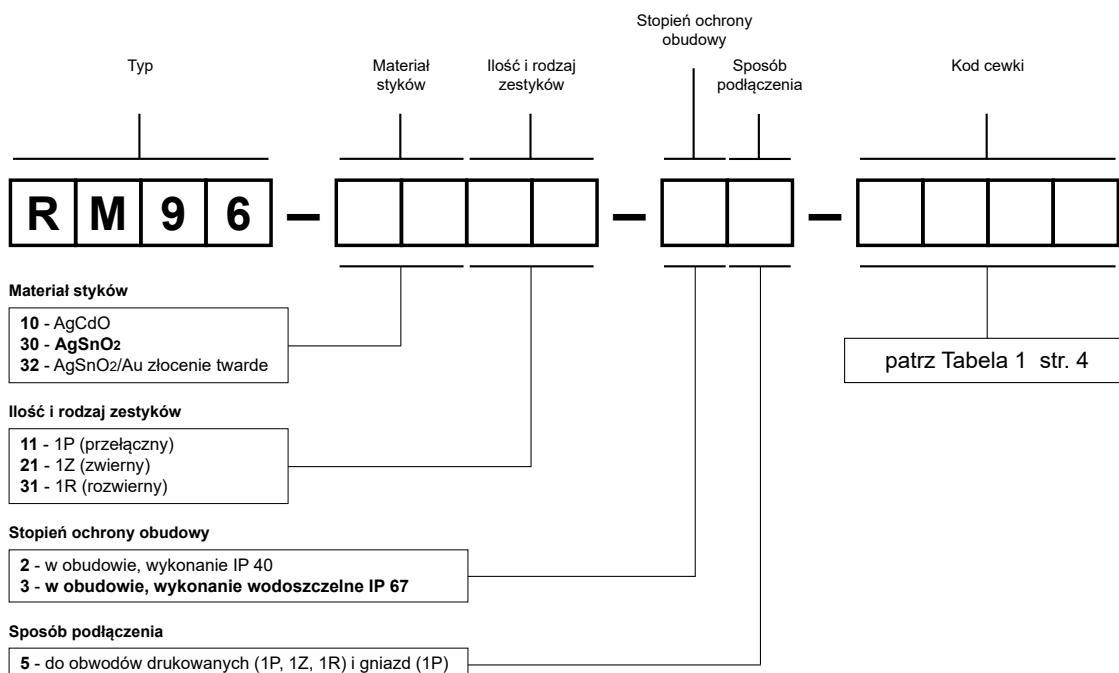 Stopień ochrony
obudowy
Typ
Materiał
styków
Ilość i rodzaj
zestyków
Sposób
podłączenia
Kod cewki
R M 9 6 – – –
Materiał styków
10 - AgCdO
30 - AgSnO2
32 - AgSnO2/Au złocenie twarde
patrz Tabela 1 str. 4
Ilość i rodzaj zestyków
11 - 1P (przełączny)
21 - 1Z (zwierny)
31 - 1R (rozwierny)
Stopień ochrony obudowy
2 - w obudowie, wykonanie IP 40
3 - w obudowie, wykonanie wodoszczelne IP 67
Sposób podłączenia
5 - do obwodów drukowanych (1P, 1Z, 1R) i gniazd (1P)